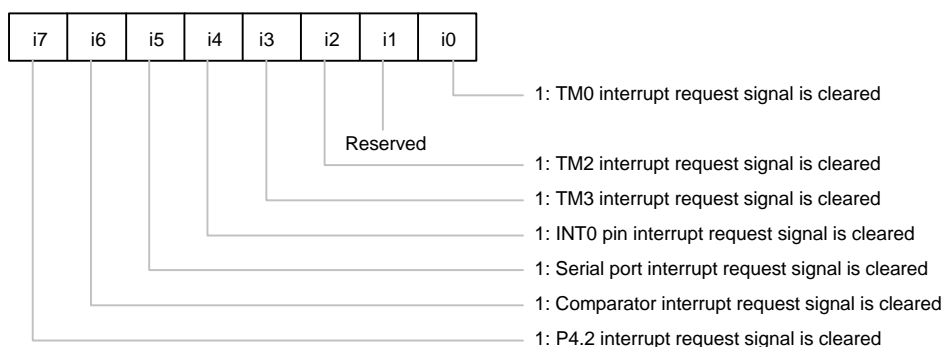 i7 i6 i5 i4 i3 i2 i1 i0
1: TM0 interrupt request signal is cleared
Reserved
1: TM2 interrupt request signal is cleared
1: TM3 interrupt request signal is cleared
1: INT0 pin interrupt request signal is cleared
1: Serial port interrupt request signal is cleared
1: Comparator interrupt request signal is cleared
1: P4.2 interrupt request signal is cleared